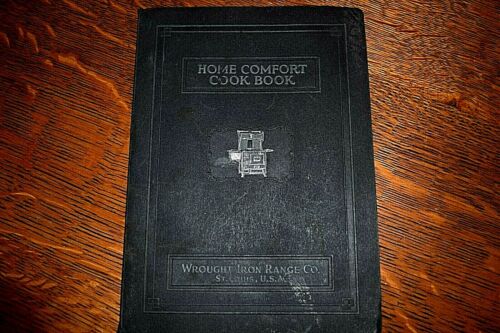 HOME COMFORT
COOK BOOK
WROUGHT IRON RANGE CO.
ST. LOUIS, U.S.A.